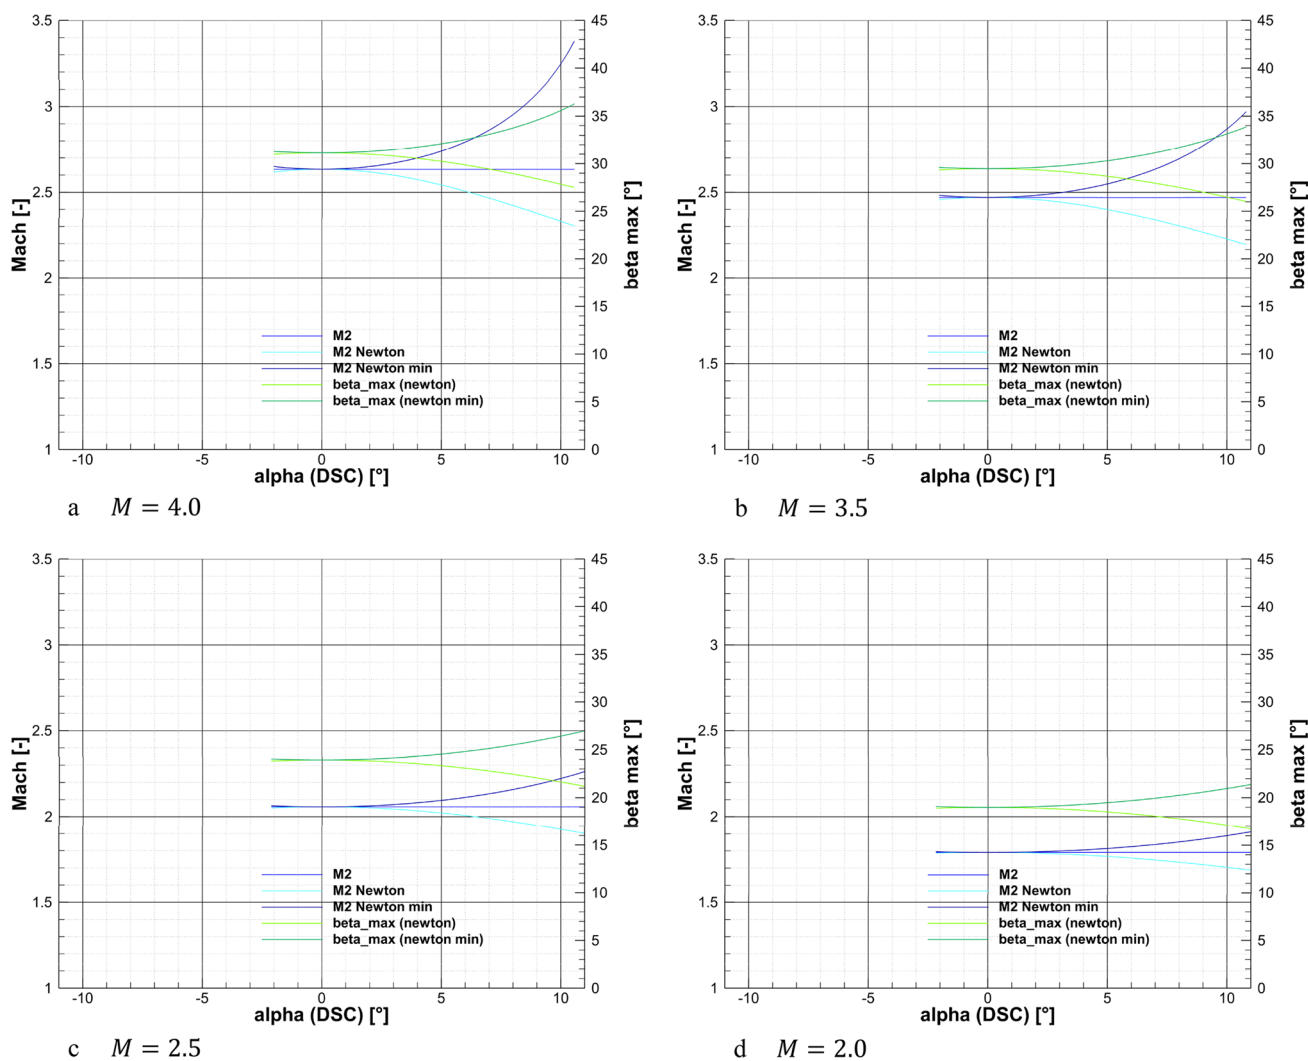 3.5
3
2.5
2
1.5
1
Mach [-]
45
40
35
30
25
20
15
10
5
0
beta max [°]
M2
M2 Newton
M2 Newton min
beta_max (newton)
beta_max (newton min)
-10 -5 0 5 10
alpha (DSC) [°]
a M = 4.0
3.5
3
2.5
2
1.5
1
Mach [-]
45
40
35
30
25
20
15
10
5
0
beta max [°]
M2
M2 Newton
M2 Newton min
beta_max (newton)
beta_max (newton min)
-10 -5 0 5 10
alpha (DSC) [°]
b M = 3.5
3.5
3
2.5
2
1.5
1
Mach [-]
45
40
35
30
25
20
15
10
5
0
beta max [°]
M2
M2 Newton
M2 Newton min
beta_max (newton)
beta_max (newton min)
-10 -5 0 5 10
alpha (DSC) [°]
c M = 2.5
3.5
3
2.5
2
1.5
1
Mach [-]
45
40
35
30
25
20
15
10
5
0
beta max [°]
M2
M2 Newton
M2 Newton min
beta_max (newton)
beta_max (newton min)
-10 -5 0 5 10
alpha (DSC) [°]
d M = 2.0